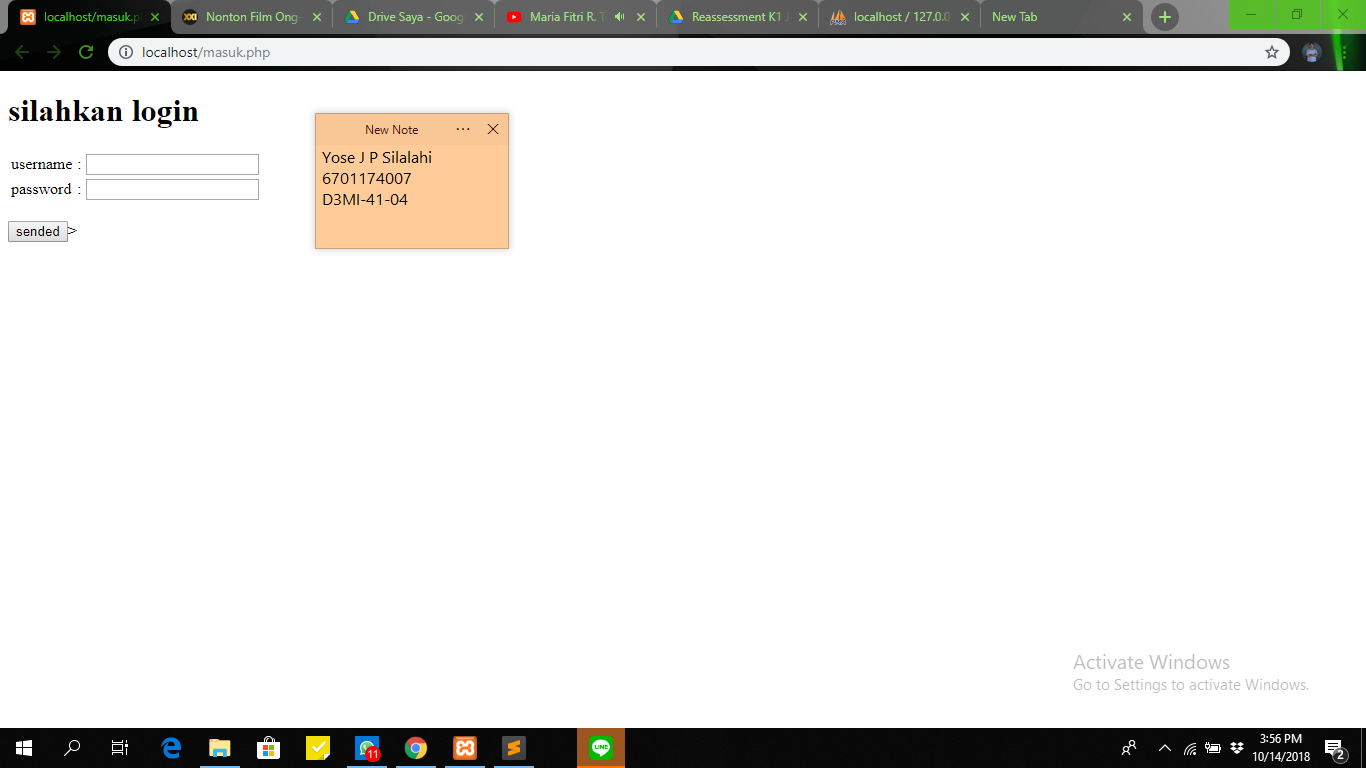 localhost/masuk.p
Nonton Film Ong-
Drive Saya - Goog
Maria Fitri R. T
Reassessment K1 J
localhost / 127.0.0
New Tab
localhost/masuk.php
silahkan login
username :
password :
sended>
New Note
Yose J P Silalahi
6701174007
D3MI-41-04
Activate Windows
Go to Settings to activate Windows.
11
LINE
3:56 PM
10/14/2018
2